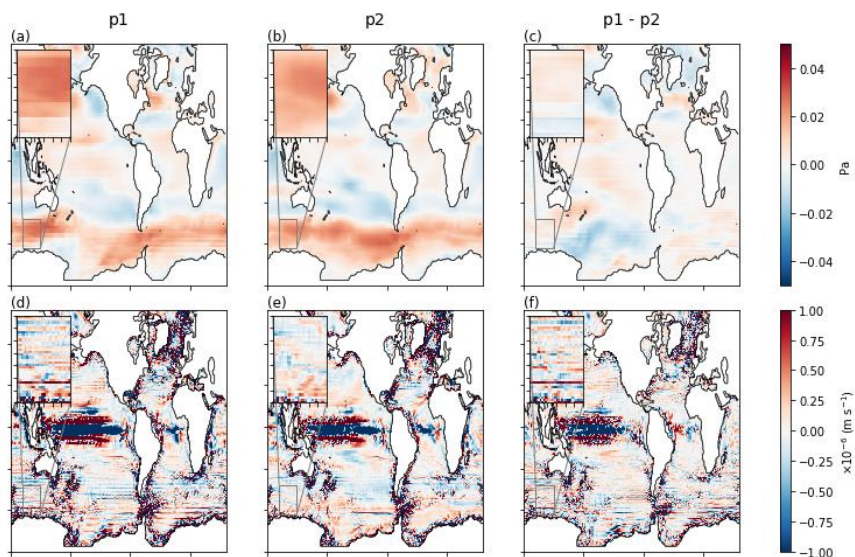 p1
p2
p1 - p2
(a)
(b)
(c)
0.04
0.02
0.00
−0.02
−0.04
Pa
(d)
(e)
(f)
1.00
0.75
0.50
0.25
0.00
−0.25
−0.50
−0.75
−1.00
×10⁻⁶ (m s⁻¹)